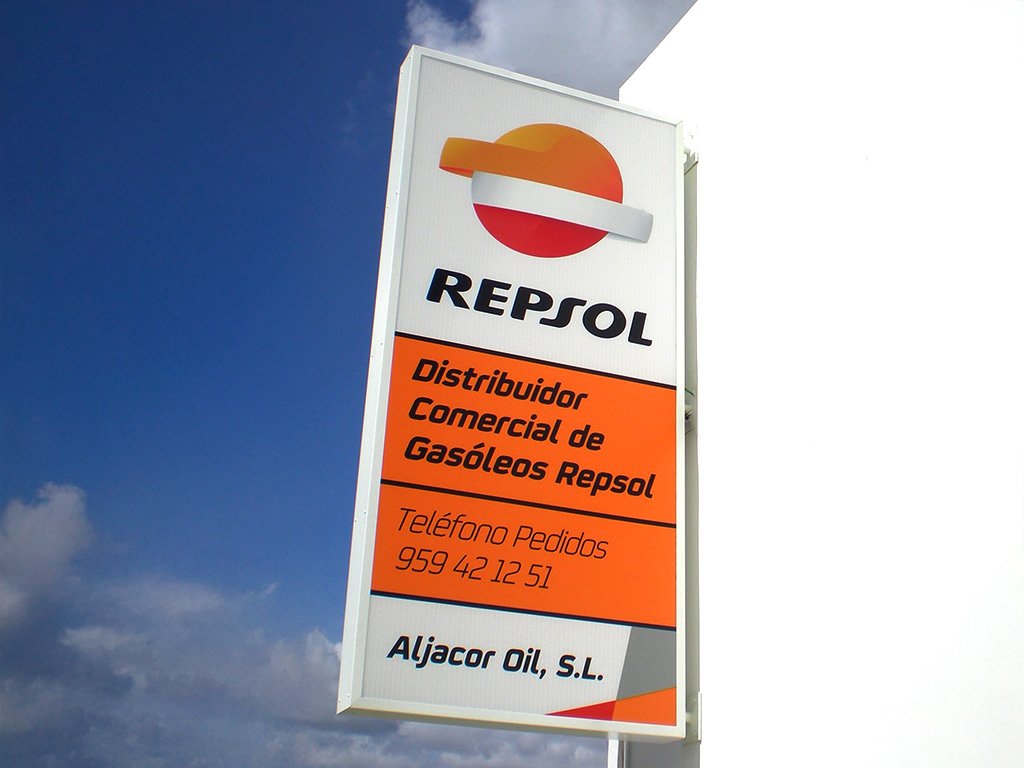 REPSOL
Distribuidor
Comercial de
Gasóleos Repsol
Teléfono Pedidos
959 42 12 51
Aljacor Oil, S.L.